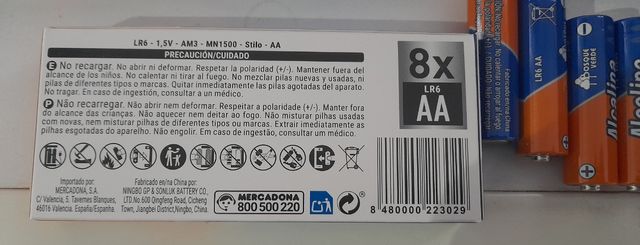 LR6 - 1,5V - AM3 - MN1500 - Stilo - AA
PRECAUCIÓN/CUIDADO
E No recargar. No abrir ni deformar. Respetar la polaridad (+/-). Mantener fuera del
alcance de los niños. No calentar ni tirar al fuego. No mezclar pilas nuevas y usadas, ni
pilas de diferentes tipos o marcas. Quitar inmediatamente las pilas agotadas del aparato.
No tragar. En caso de ingestión, consultar a un médico.
P Não recarregar. Não abrir nem deformar. Respeitar a polaridade (+/-). Manter fora
do alcance das crianças. Não aquecer nem deitar ao fogo. Não misturar pilhas usadas
com novas, nem misturar pilhas de diferentes tipos ou marcas. Extrair imediatamente as
pilhas esgotadas do aparelho. Não engolir. Em caso de ingestão, consultar um médico.
8x
LR6
AA
Importado por:
MERCADONA, S.A.
C/ Valencia, 5. Tavernes Blanques,
46016 Valencia. España/Espanha.
Fabricado en/na China por:
NINGBO GP & SONLUK BATTERY CO.,
LTD.No.600 Qingfeng Road, Cicheng
Town, Jiangbei District,Ningbo, China.
MERCADONA
800 500 220
8 480000 223029
Fabricado en/na China
LR6 AA
BOSQUE
VERDE
Alcalina
Alcalina